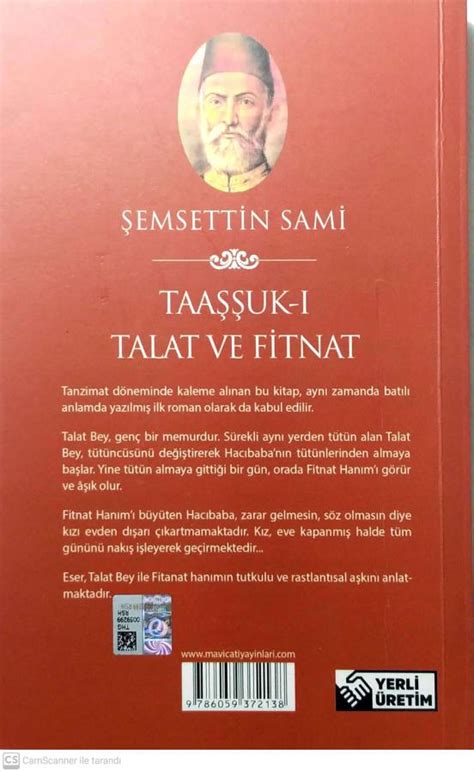 ŞEMSETTİN SAMİ
TAAŞŞUK-I
TALAT VE FİTNAT
Tanzimat döneminde kaleme alınan bu kitap, aynı zamanda batılı
anlamda yazılmış ilk roman olarak da kabul edilir.
Talat Bey, genç bir memurdur. Sürekli aynı yerden tütün alan Talat
Bey, tütüncüsünü değiştirerek Hacıbaba'nın tütünlerinden almaya
başlar. Yine tütün almaya gittiği bir gün, orada Fitnat Hanım'ı görür
ve âşık olur.
Fitnat Hanım'ı büyüten Hacıbaba, zarar gelmesin, söz olmasın diye
kızı evden dışarı çıkartmamaktadır. Kız, eve kapanmış halde tüm
gününü nakış işleyerek geçirmektedir...
Eser, Talat Bey ile Fitanat hanımın tutkulu ve rastlantısal aşkını anlat-
maktadır.
THG
0039299
RSH
www.mavicatiyayinlari.com
9 786059 372138
YERLİ
ÜRETİM
CS CamScanner ile tarandı